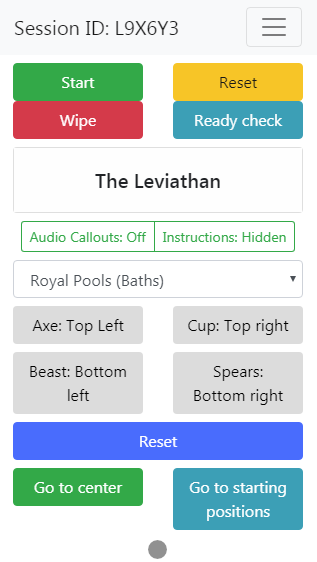 Session ID: L9X6Y3
Start
Reset
Wipe
Ready check
The Leviathan
Audio Callouts: Off
Instructions: Hidden
Royal Pools (Baths)
Axe: Top Left
Cup: Top right
Beast: Bottom
left
Spears:
Bottom right
Reset
Go to center
Go to starting
positions